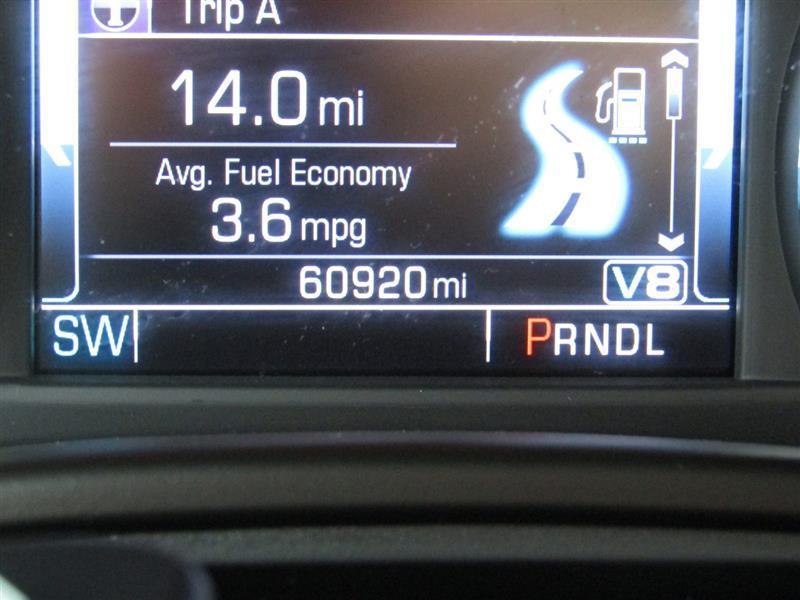 Trip A
14.0 mi
Avg. Fuel Economy
3.6 mpg
60920 mi V8
SW PRNDL